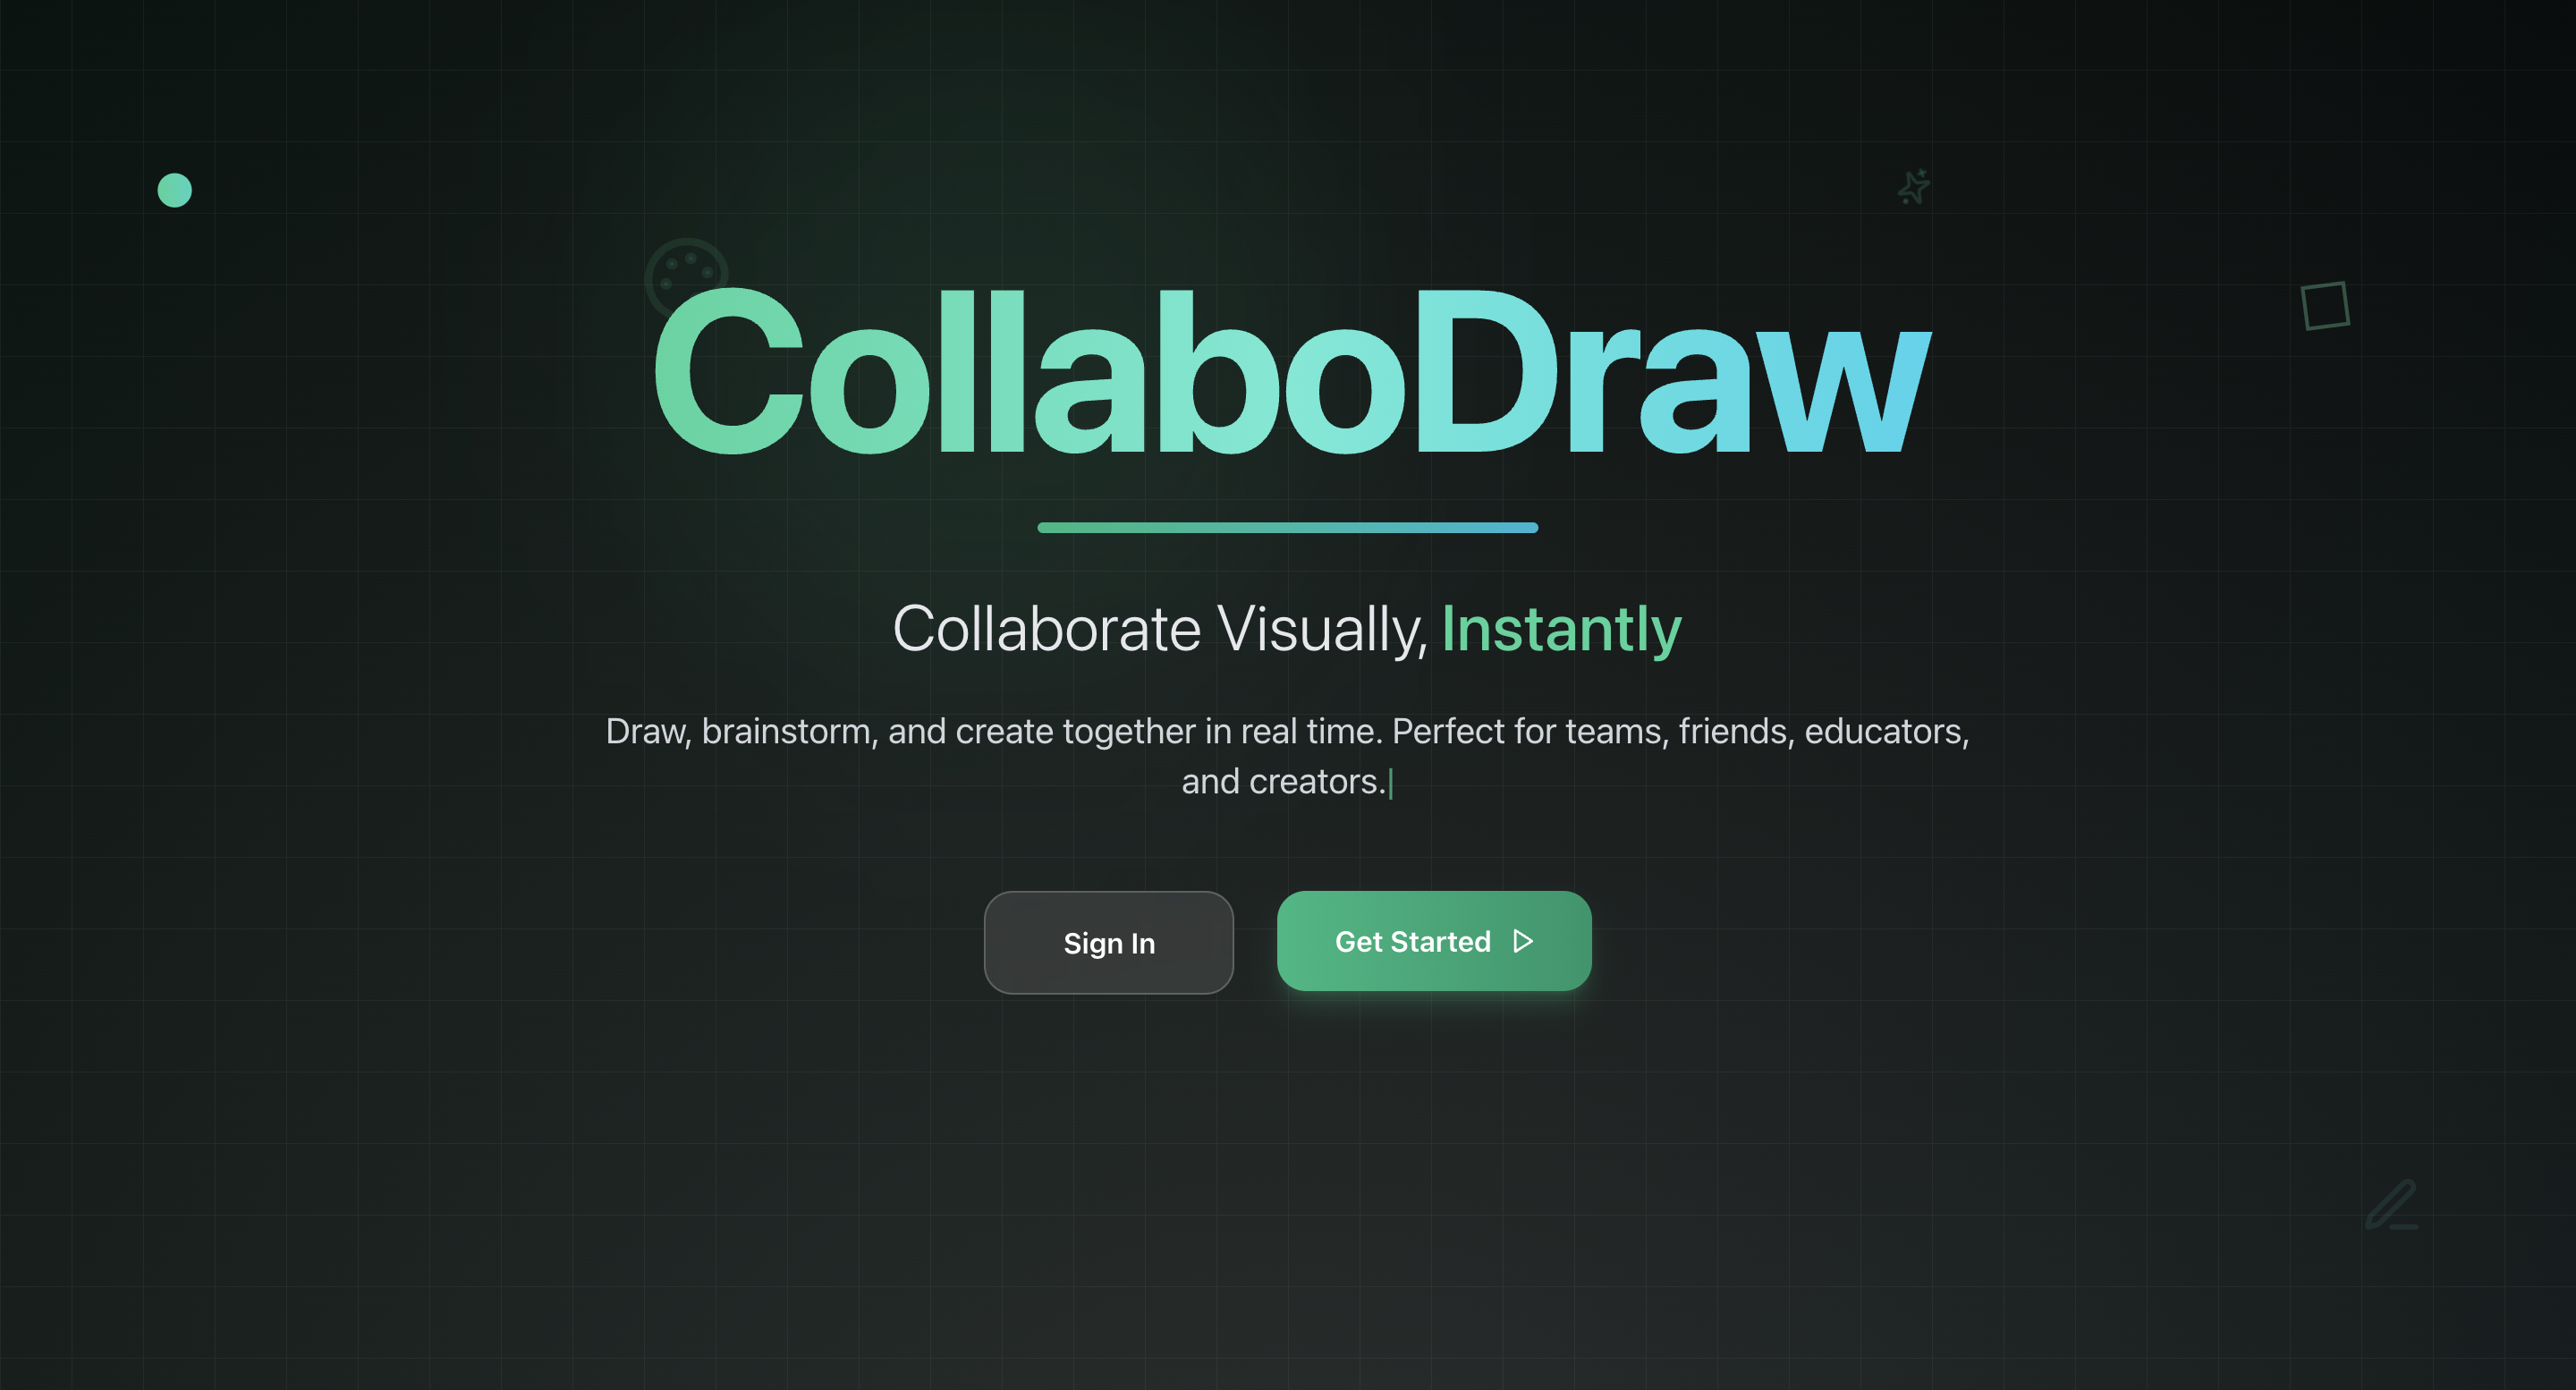 CollaboDraw
Collaborate Visually, Instantly
Draw, brainstorm, and create together in real time. Perfect for teams, friends, educators,
and creators.
Sign In
Get Started